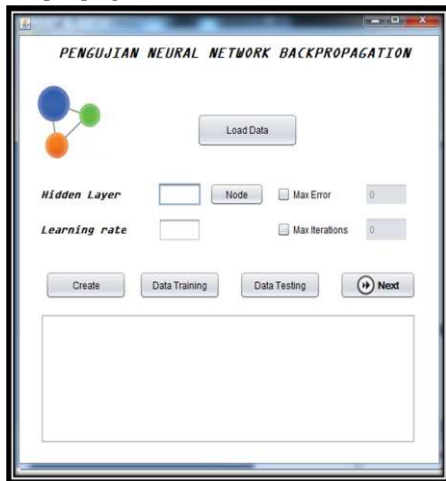 PENGUJIAN NEURAL NETWORK BACKPROPAGATION
Load Data
Hidden Layer Node Max Error 0
Learning rate Max Iterations 0
Create Data Training Data Testing Next